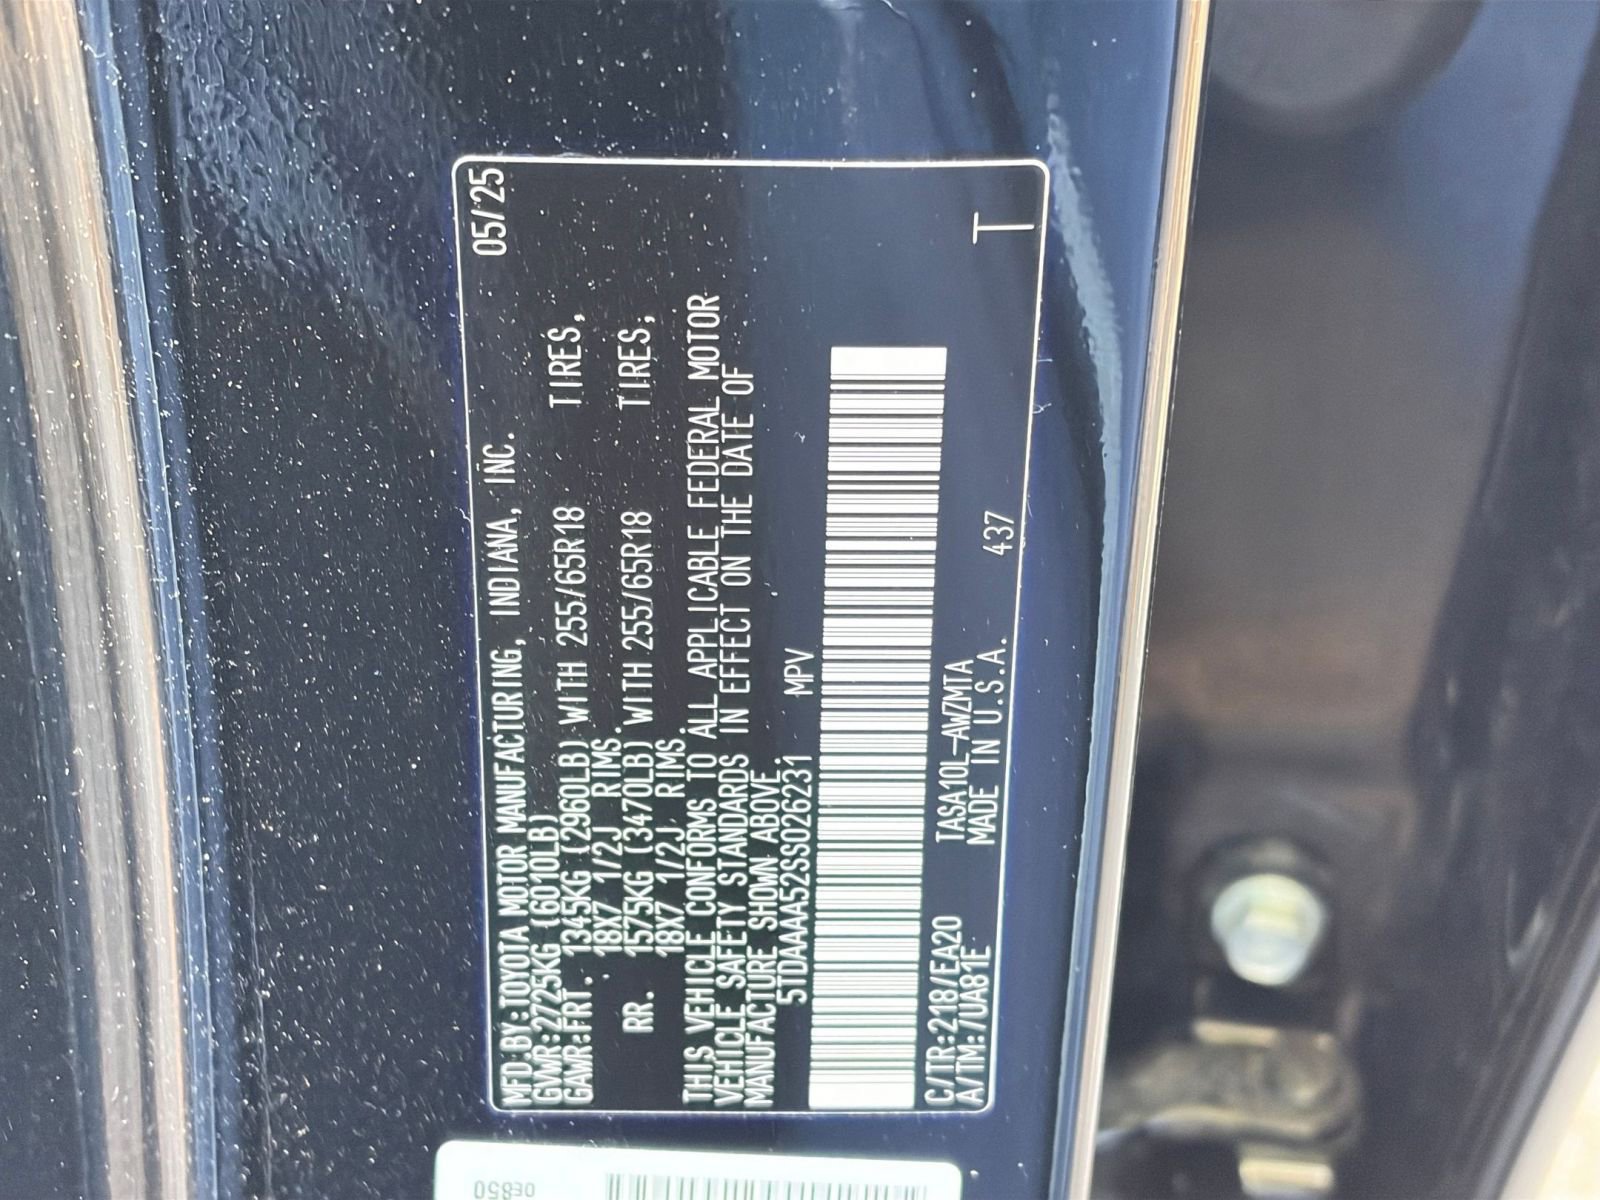 05/25
MFD.BY:TOYOTA MOTOR MANUFACTURING, INDIANA, INC.
GVWR:2725KG (6010LB)
GAWR:FRT. 1345KG (2960LB) WITH 255/65R18 TIRES,
18X7 1/2J RIMS.
RR. 1575KG (3470LB) WITH 255/65R18 TIRES,
18X7 1/2J RIMS.
THIS VEHICLE CONFORMS TO ALL APPLICABLE FEDERAL MOTOR
VEHICLE SAFETY STANDARDS IN EFFECT ON THE DATE OF
MANUFACTURE SHOWN ABOVE.
5TDAAAA52SS026231 MPV
C/TR:218/EA20 TASA10L-AWZMTA
A/TM:/UA81E MADE IN U.S.A. 437 T
0E850